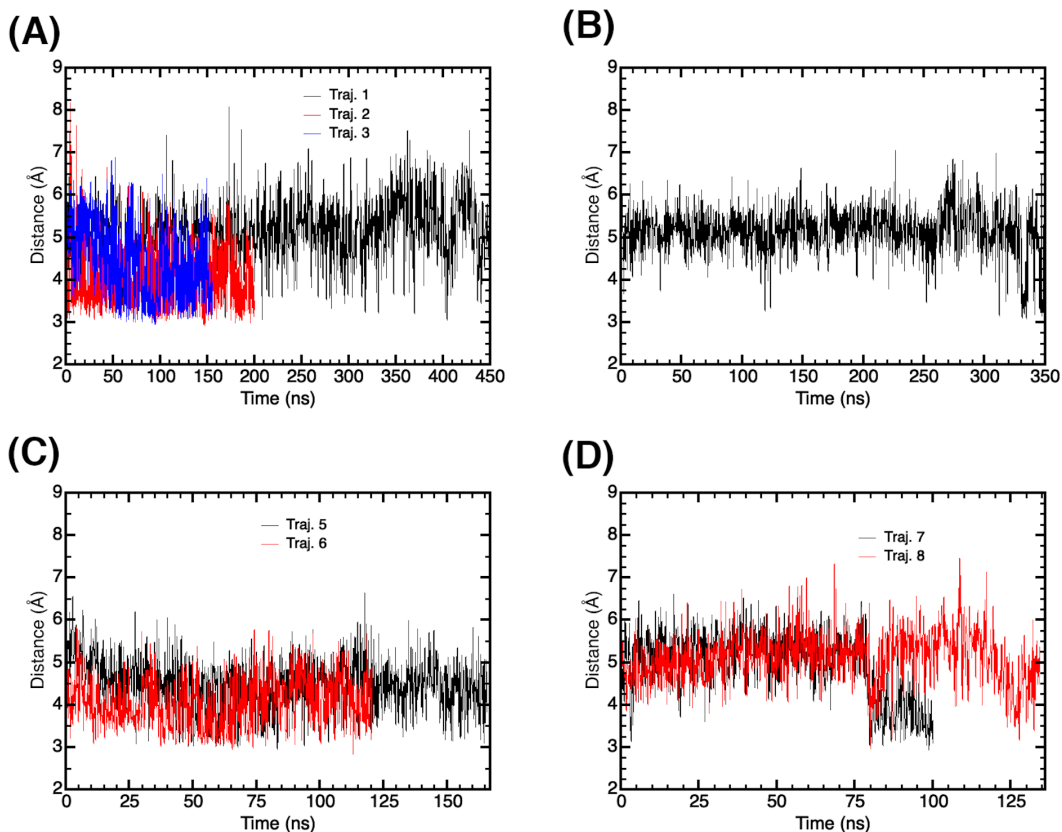 (A)
9
8
7
6
5
4
3
2
Distance (Å)
Traj. 1
Traj. 2
Traj. 3
0 50 100 150 200 250 300 350 400 450
Time (ns)
(B)
9
8
7
6
5
4
3
2
Distance (Å)
0 50 100 150 200 250 300 350
Time (ns)
(C)
9
8
7
6
5
4
3
2
Distance (Å)
Traj. 5
Traj. 6
0 25 50 75 100 125 150
Time (ns)
(D)
9
8
7
6
5
4
3
2
Distance (Å)
Traj. 7
Traj. 8
0 25 50 75 100 125
Time (ns)